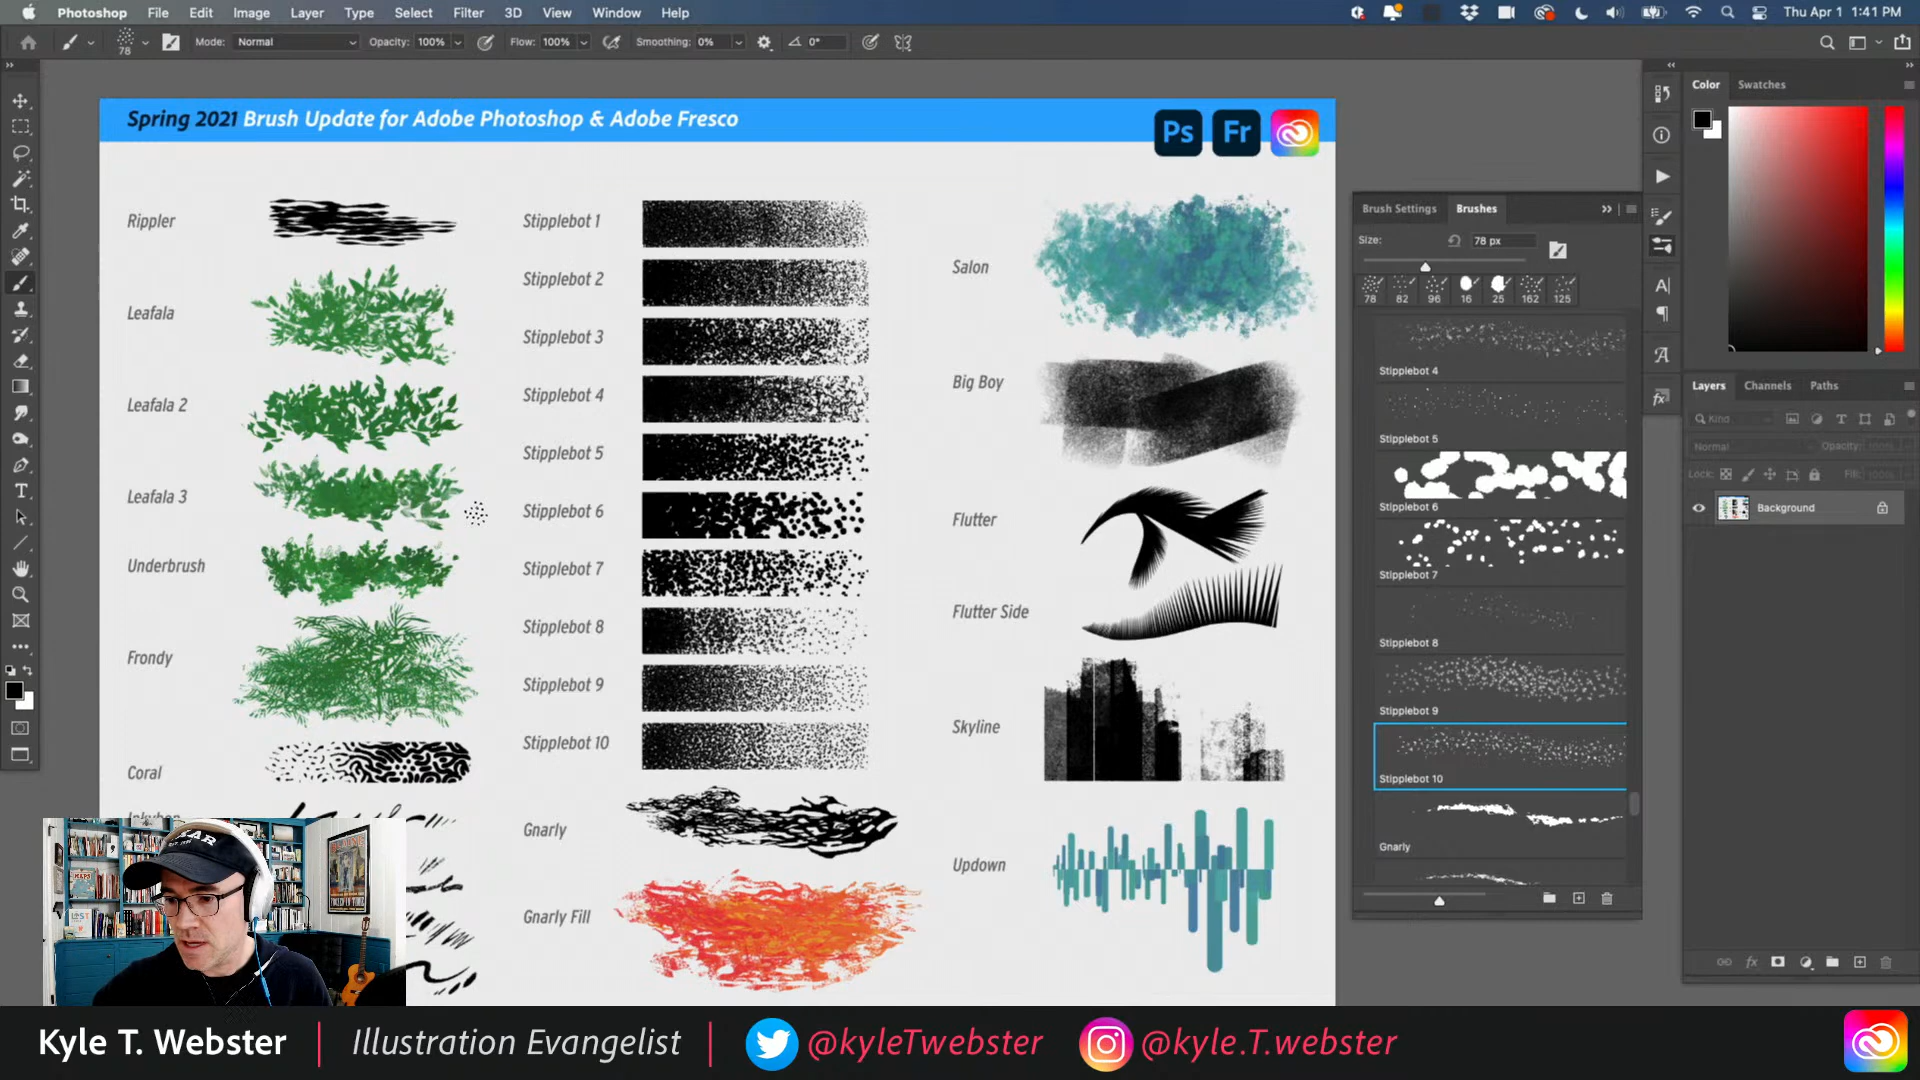 Photoshop File Edit Image Layer Type Select Filter 3D View Window Help Thu Apr 1 1:41 PM
78 Mode: Normal Opacity: 100% Flow: 100% Smoothing: 0% 0°
Spring 2021 Brush Update for Adobe Photoshop & Adobe Fresco
Ps Fr
Rippler
Leafala
Leafala 2
Leafala 3
Underbrush
Frondy
Coral
Stipplebot 1
Stipplebot 2
Stipplebot 3
Stipplebot 4
Stipplebot 5
Stipplebot 6
Stipplebot 7
Stipplebot 8
Stipplebot 9
Stipplebot 10
Gnarly
Gnarly Fill
Salon
Big Boy
Flutter
Flutter Side
Skyline
Updown
Brush Settings Brushes
Size: 78 px
78 82 96 16 25 162 125
Stipplebot 4
Stipplebot 5
Stipplebot 6
Stipplebot 7
Stipplebot 8
Stipplebot 9
Stipplebot 10
Gnarly
Color Swatches
Layers Channels Paths
Kind
Normal Opacity: 100%
Lock: Fill: 100%
Background
Kyle T. Webster | Illustration Evangelist | @kyleTwebster @kyle.T.webster